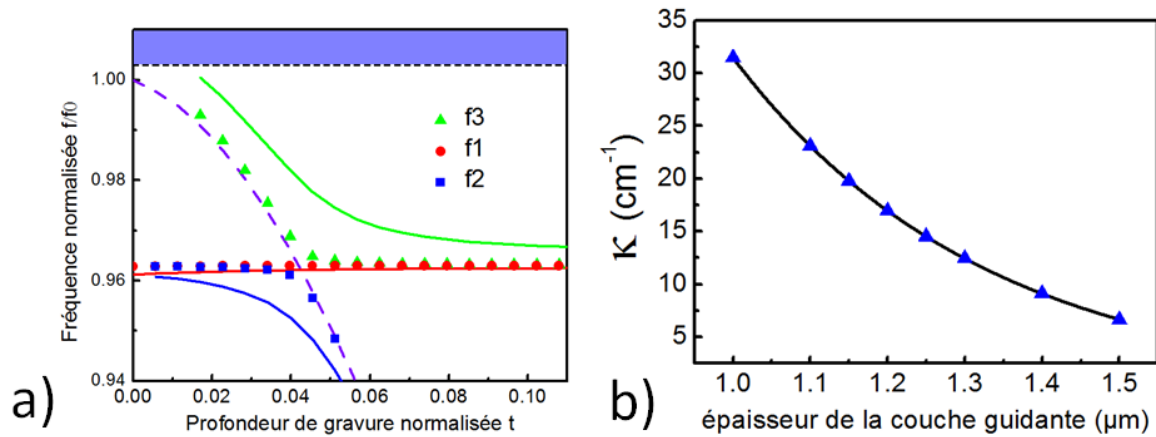 1.00
0.98
0.96
0.94
0.00
0.02
0.04
0.06
0.08
0.10
Fréquence normalisée f/f0
Profondeur de gravure normalisée t
f3
f1
f2
a)
35
30
25
20
15
10
5
1.0
1.1
1.2
1.3
1.4
1.5
K (cm⁻¹)
épaisseur de la couche guidante (µm)
b)